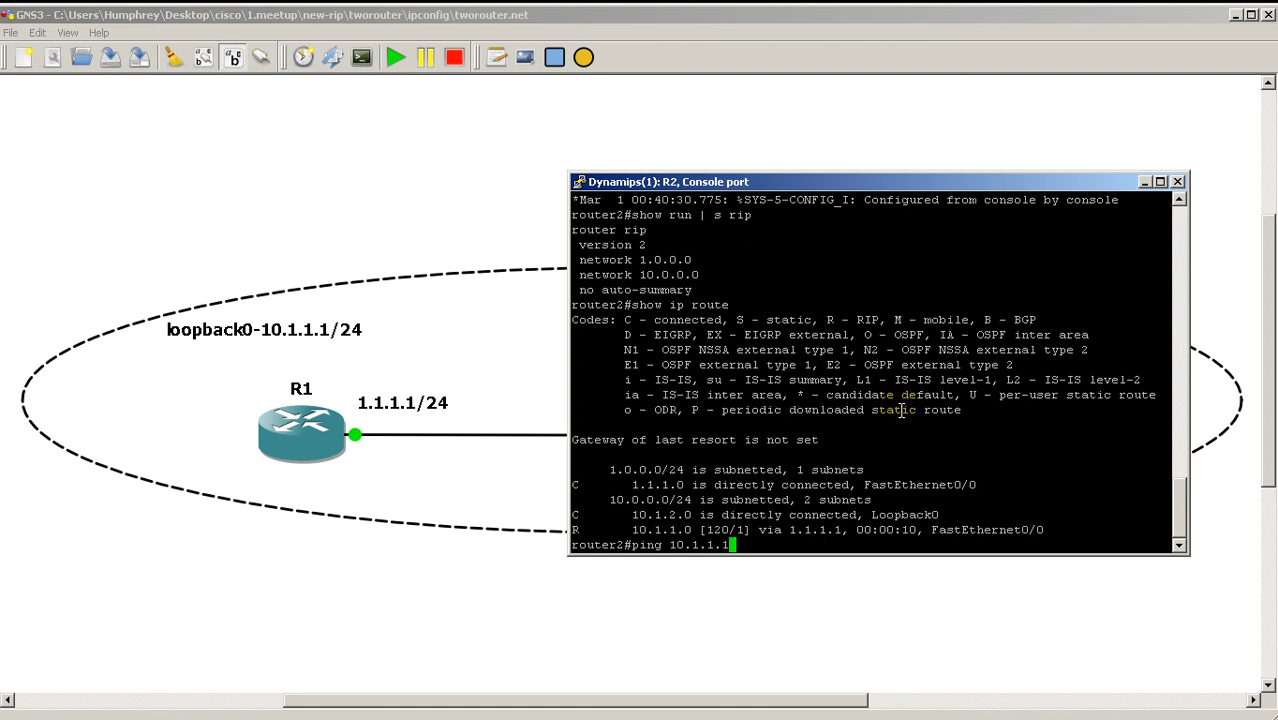 GNS3 - C:\Users\Humphrey\Desktop\cisco\1.meetup\new-rip\tworouter\ipconfig\tworouter.net
File Edit View Help
Dynamips(1): R2, Console port
*Mar  1 00:40:30.775: %SYS-5-CONFIG_I: Configured from console by console
router2#show run | s rip
router rip
 version 2
 network 1.0.0.0
 network 10.0.0.0
 no auto-summary
router2#show ip route
Codes: C - connected, S - static, R - RIP, M - mobile, B - BGP
       D - EIGRP, EX - EIGRP external, O - OSPF, IA - OSPF inter area
       N1 - OSPF NSSA external type 1, N2 - OSPF NSSA external type 2
       E1 - OSPF external type 1, E2 - OSPF external type 2
       i - IS-IS, su - IS-IS summary, L1 - IS-IS level-1, L2 - IS-IS level-2
       ia - IS-IS inter area, * - candidate default, U - per-user static route
       o - ODR, P - periodic downloaded static route
Gateway of last resort is not set
     1.0.0.0/24 is subnetted, 1 subnets
C       1.1.1.0 is directly connected, FastEthernet0/0
     10.0.0.0/24 is subnetted, 2 subnets
C       10.1.2.0 is directly connected, Loopback0
R       10.1.1.0 [120/1] via 1.1.1.1, 00:00:10, FastEthernet0/0
router2#ping 10.1.1.1
loopback0-10.1.1.1/24
R1
1.1.1.1/24